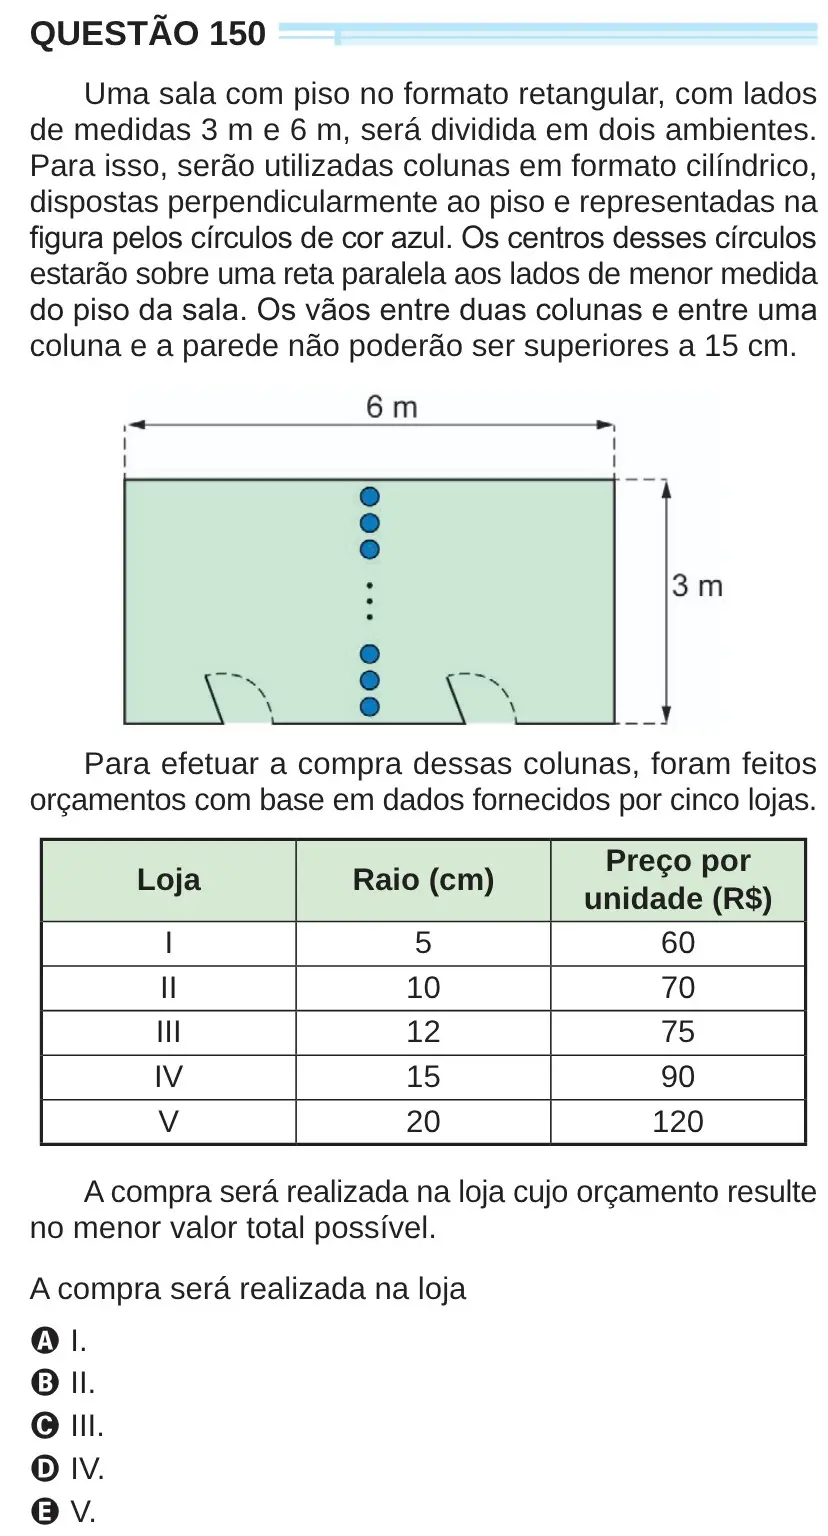 QUESTÃO 150
Uma sala com piso no formato retangular, com lados
de medidas 3 m e 6 m, será dividida em dois ambientes.
Para isso, serão utilizadas colunas em formato cilíndrico,
dispostas perpendicularmente ao piso e representadas na
figura pelos círculos de cor azul. Os centros desses círculos
estarão sobre uma reta paralela aos lados de menor medida
do piso da sala. Os vãos entre duas colunas e entre uma
coluna e a parede não poderão ser superiores a 15 cm.
6 m
3 m
Para efetuar a compra dessas colunas, foram feitos
orçamentos com base em dados fornecidos por cinco lojas.
Loja Raio (cm) Preço por
unidade (R$)
I 5 60
II 10 70
III 12 75
IV 15 90
V 20 120
A compra será realizada na loja cujo orçamento resulte
no menor valor total possível.
A compra será realizada na loja
A I.
B II.
C III.
D IV.
E V.